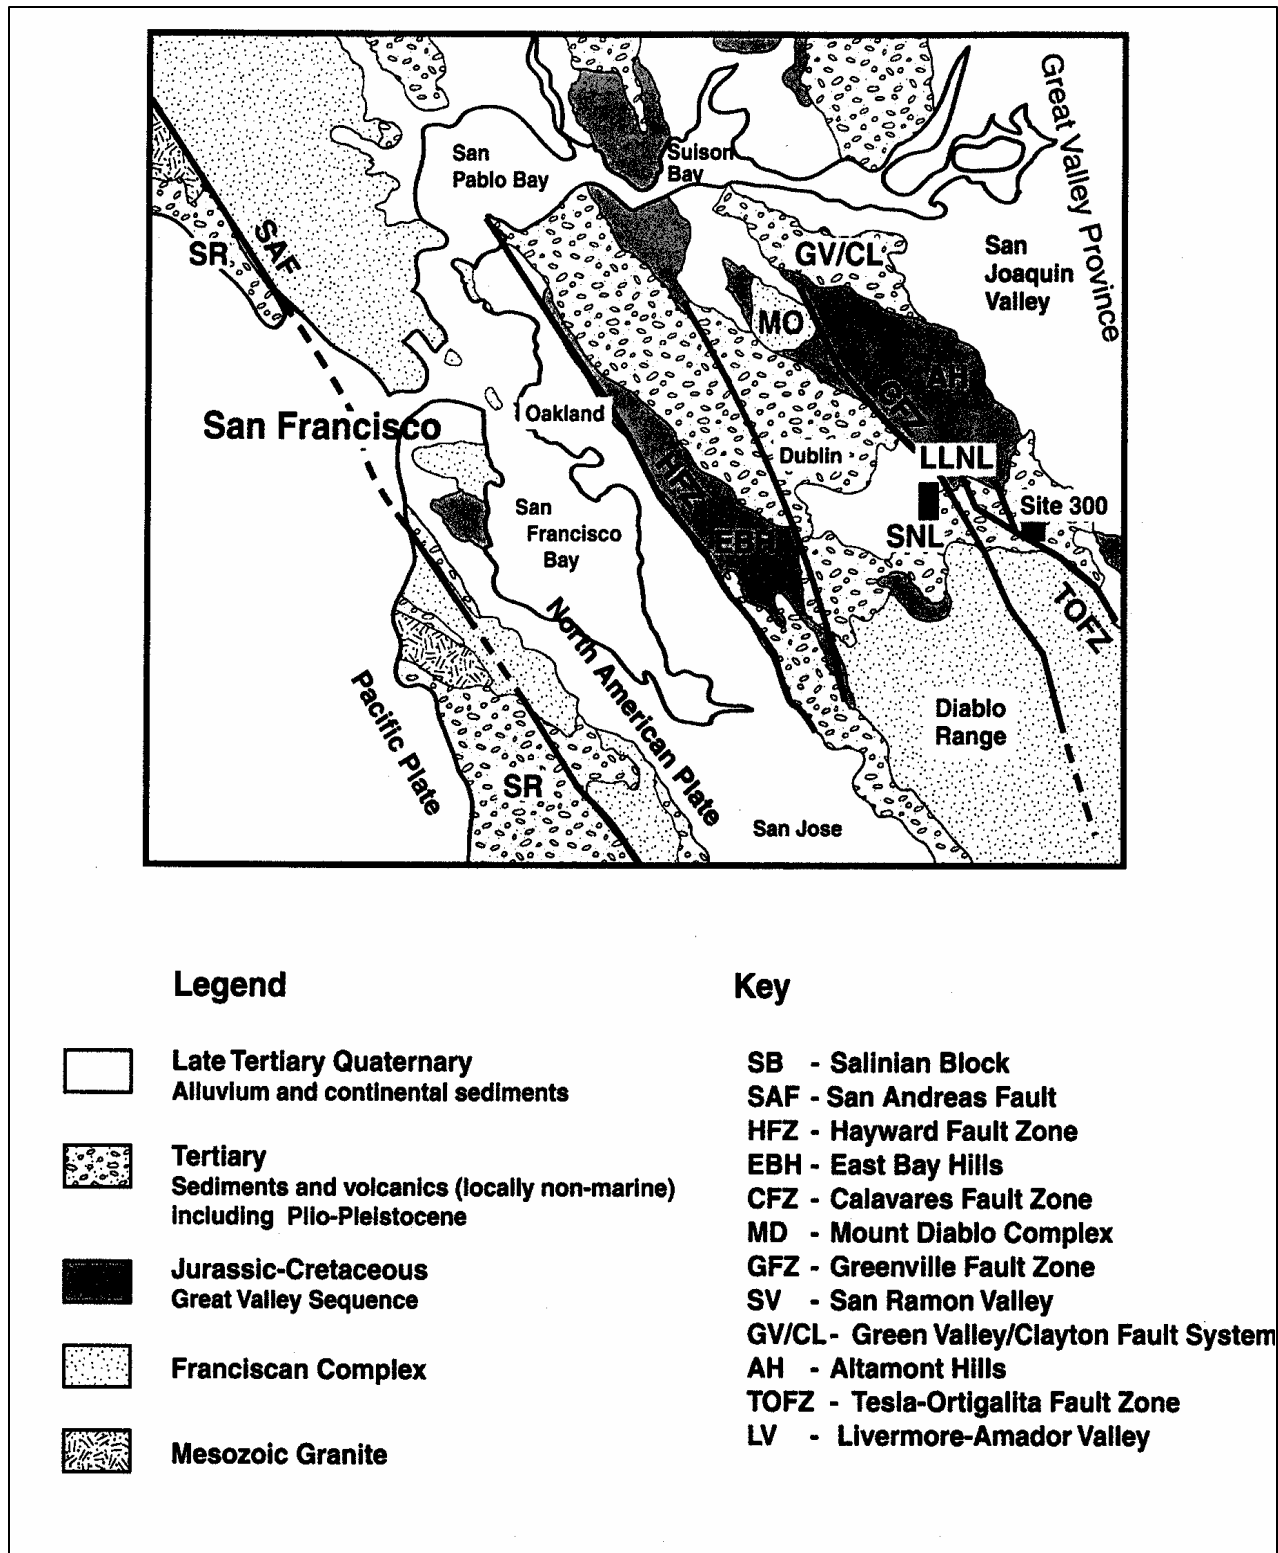 Great Valley Province
San
Pablo Bay
Suison
Bay
SR
SAF
GV/CL
San
Joaquin
Valley
MO
AH
GFZ
San Francisco
Oakland
Dublin
LLNL
HFZ
Site 300
San
Francisco
Bay
EBH
SNL
TOFZ
North American Plate
Pacific Plate
Diablo
Range
SR
San Jose
Legend
Late Tertiary Quaternary
Alluvium and continental sediments
Tertiary
Sediments and volcanics (locally non-marine)
including Plio-Pleistocene
Jurassic-Cretaceous
Great Valley Sequence
Franciscan Complex
Mesozoic Granite
Key
SB - Salinian Block
SAF - San Andreas Fault
HFZ - Hayward Fault Zone
EBH - East Bay Hills
CFZ - Calavares Fault Zone
MD - Mount Diablo Complex
GFZ - Greenville Fault Zone
SV - San Ramon Valley
GV/CL- Green Valley/Clayton Fault System
AH - Altamont Hills
TOFZ - Tesla-Ortigalita Fault Zone
LV - Livermore-Amador Valley